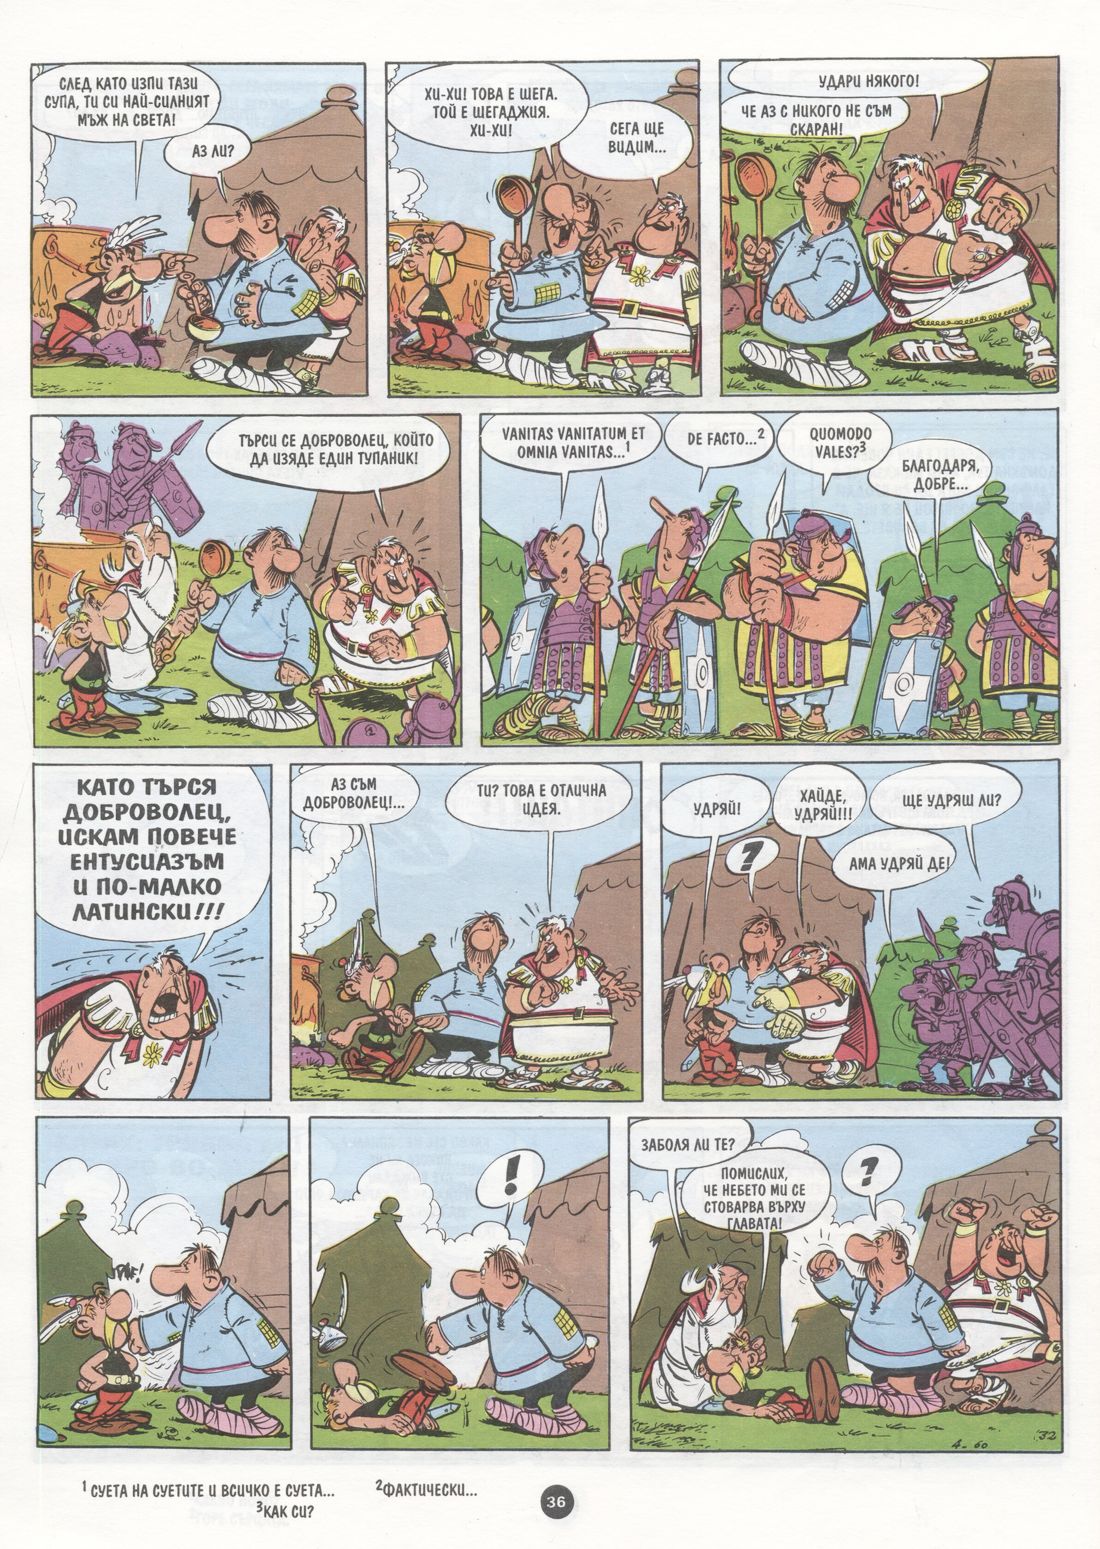 СЛЕД КАТО ИЗПИ ТАЗИ
СУПА, ТИ СИ НАЙ-СИЛНИЯТ
МЪЖ НА СВЕТА!
АЗ ЛИ?
ХИ-ХИ! ТОВА Е ШЕГА.
ТОЙ Е ШЕГАДЖИЯ.
ХИ-ХИ!
СЕГА ЩЕ
ВИДИМ...
УДАРИ НЯКОГО!
ЧЕ АЗ С НИКОГО НЕ СЪМ
СКАРАН!
ТЪРСИ СЕ ДОБРОВОЛЕЦ, КОЙТО
ДА ИЗЯДЕ ЕДИН ТУПАНИК!
VANITAS VANITATUM ET
OMNIA VANITAS...¹
DE FACTO...²
QUOMODO
VALES?³
БЛАГОДАРЯ,
ДОБРЕ...
КАТО ТЪРСЯ
ДОБРОВОЛЕЦ,
ИСКАМ ПОВЕЧЕ
ЕНТУСИАЗЪМ
И ПО-МАЛКО
ЛАТИНСКИ!!!
АЗ СЪМ
ДОБРОВОЛЕЦ!...
ТИ? ТОВА Е ОТЛИЧНА
ИДЕЯ.
УДРЯЙ!
?
ХАЙДЕ,
УДРЯЙ!!!
АМА УДРЯЙ ДЕ!
ЩЕ УДРЯШ ЛИ?
!
ЗАБОЛЯ ЛИ ТЕ?
ПОМИСЛИХ,
ЧЕ НЕБЕТО МИ СЕ
СТОВАРВА ВЪРХУ
ГЛАВАТА!
?
4-60
32
¹ СУЕТА НА СУЕТИТЕ И ВСИЧКО Е СУЕТА...
²ФАКТИЧЕСКИ...
³КАК СИ?
36